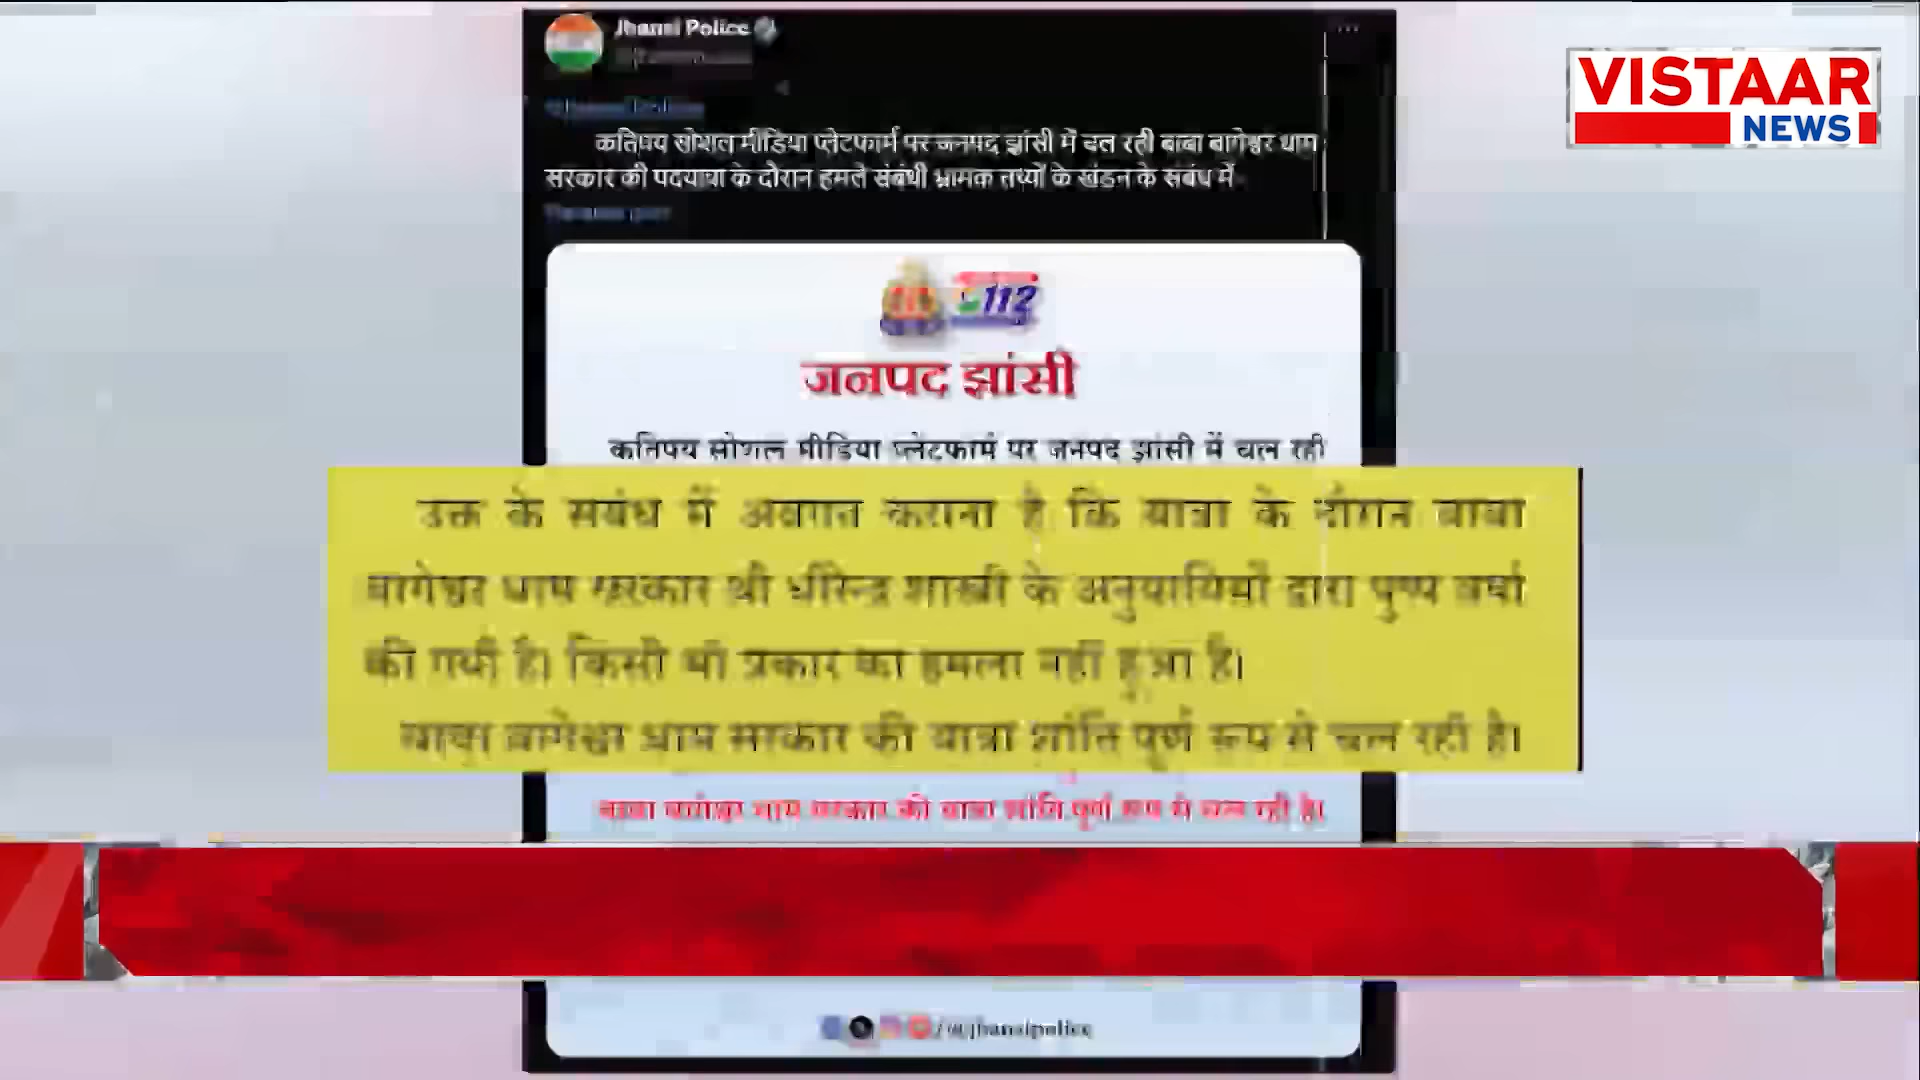 Jhansi Police
VISTAAR
NEWS
कतिपय सोशल मीडिया प्लेटफार्म पर जनपद झांसी में चल रही बाबा बागेश्वर धाम
सरकार की पदयात्रा के दौरान हमले संबंधी भ्रामक तथ्यों के खंडन के संबंध में
112
जनपद झांसी
कतिपय सोशल मीडिया प्लेटफार्म पर जनपद झांसी में चल रही
उक्त के संबंध में अवगत कराना है कि यात्रा के दौरान बाबा
बागेश्वर धाम सरकार श्री धीरेन्द्र शास्त्री के अनुयायियों द्वारा पुष्प वर्षा
की गयी है। किसी भी प्रकार का हमला नहीं हुआ है।
बाबा बागेश्वर धाम सरकार की यात्रा शांति पूर्ण रूप से चल रही है।
बाबा बागेश्वर धाम सरकार की यात्रा शांति पूर्ण रूप से चल रही है।